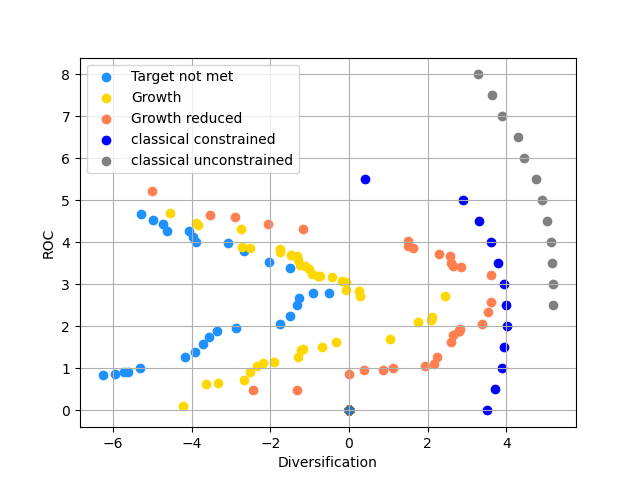 Target not met
Growth
Growth reduced
classical constrained
classical unconstrained
8
7
6
5
4
3
2
1
0
ROC
−6 −4 −2 0 2 4
Diversification